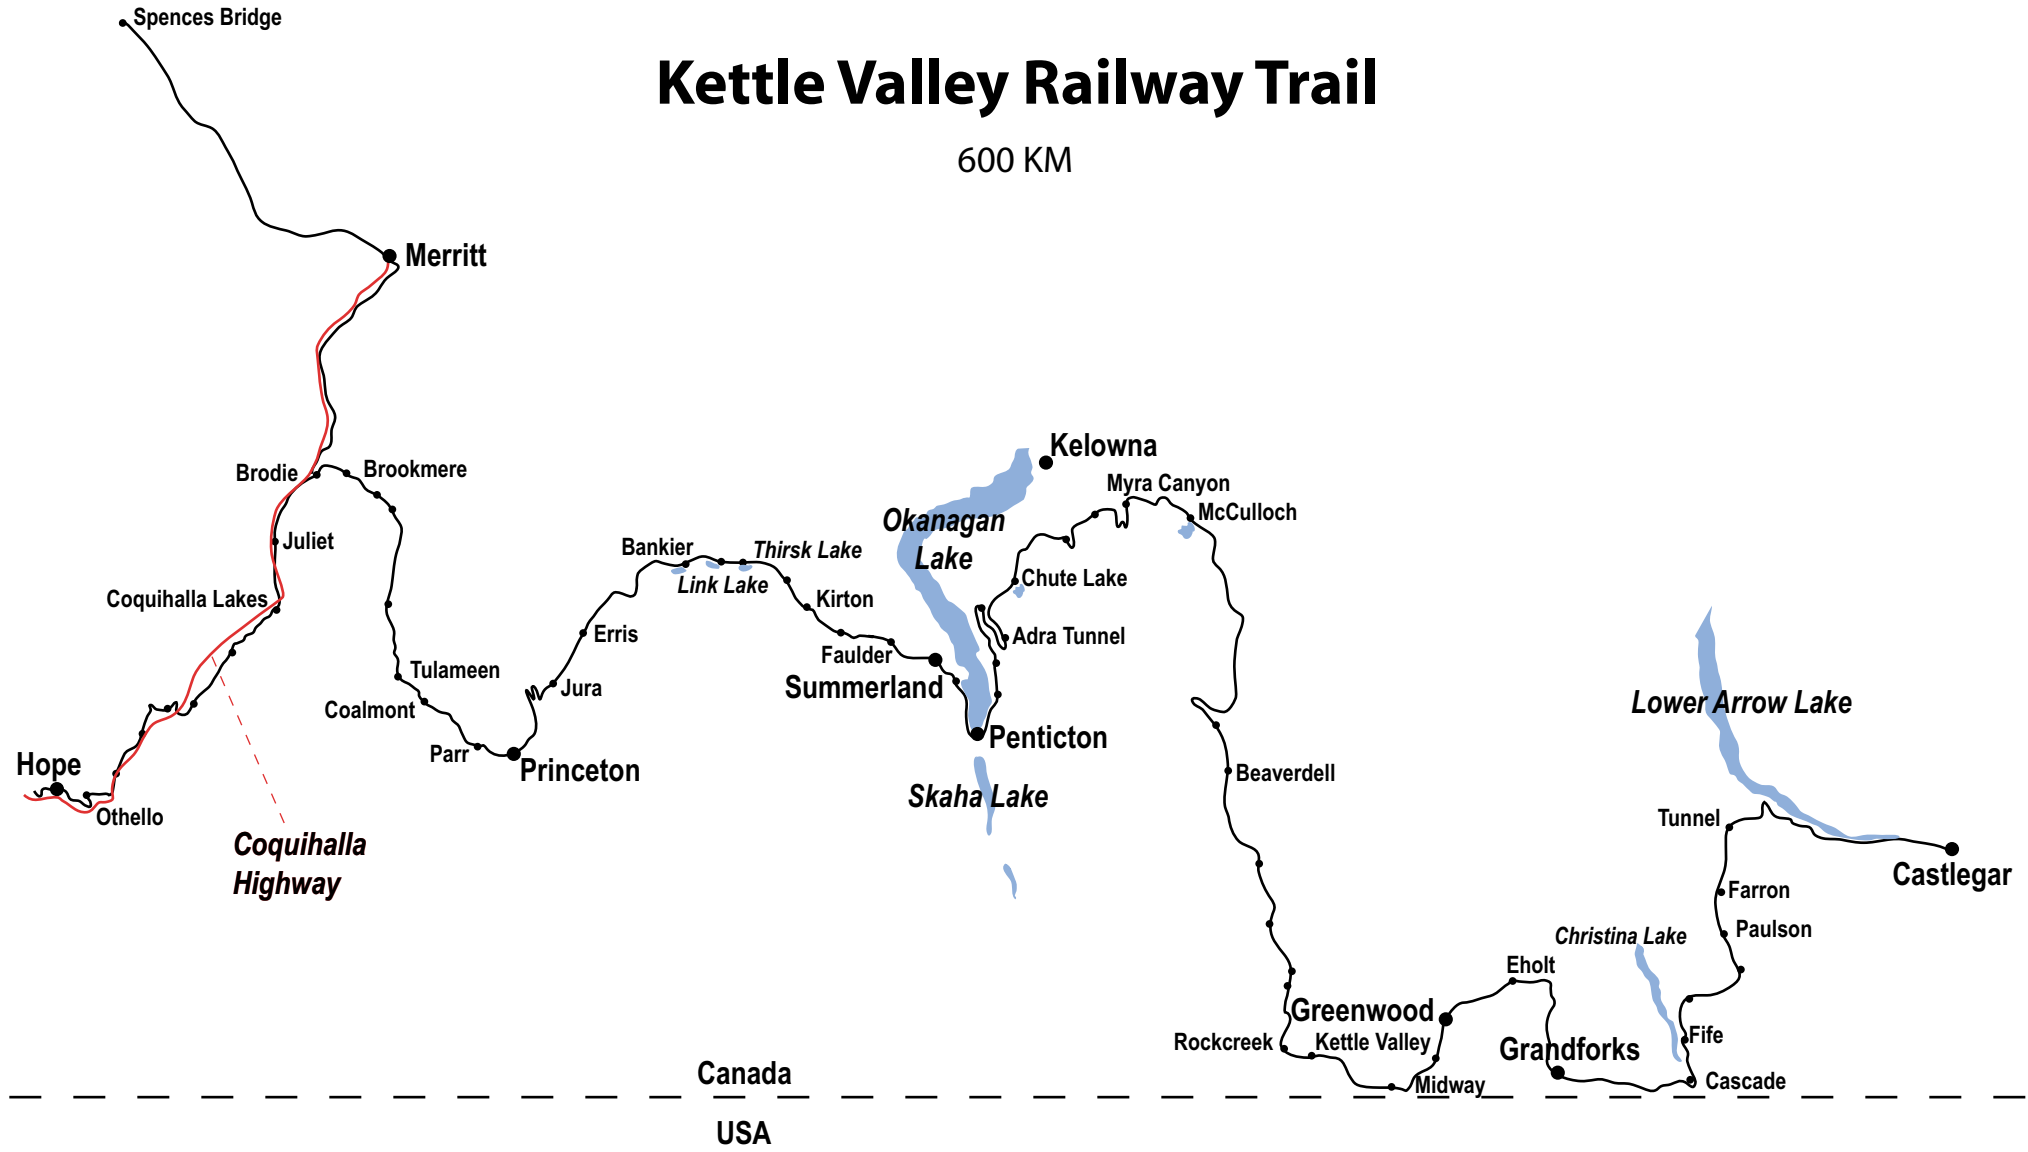 Spences Bridge
Kettle Valley Railway Trail
600 KM
Merritt
Kelowna
Brodie
Brookmere
Myra Canyon
McCulloch
Okanagan
Lake
Juliet
Bankier
Thirsk Lake
Link Lake
Chute Lake
Coquihalla Lakes
Kirton
Erris
Adra Tunnel
Faulder
Tulameen
Summerland
Jura
Coalmont
Lower Arrow Lake
Penticton
Parr
Princeton
Hope
Beaverdell
Skaha Lake
Othello
Tunnel
Coquihalla
Highway
Castlegar
Farron
Paulson
Christina Lake
Eholt
Greenwood
Rockcreek
Kettle Valley
Grandforks
Fife
Canada
Midway
Cascade
USA